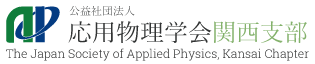 公益社団法人
応用物理学会関西支部
The Japan Society of Applied Physics, Kansai Chapter